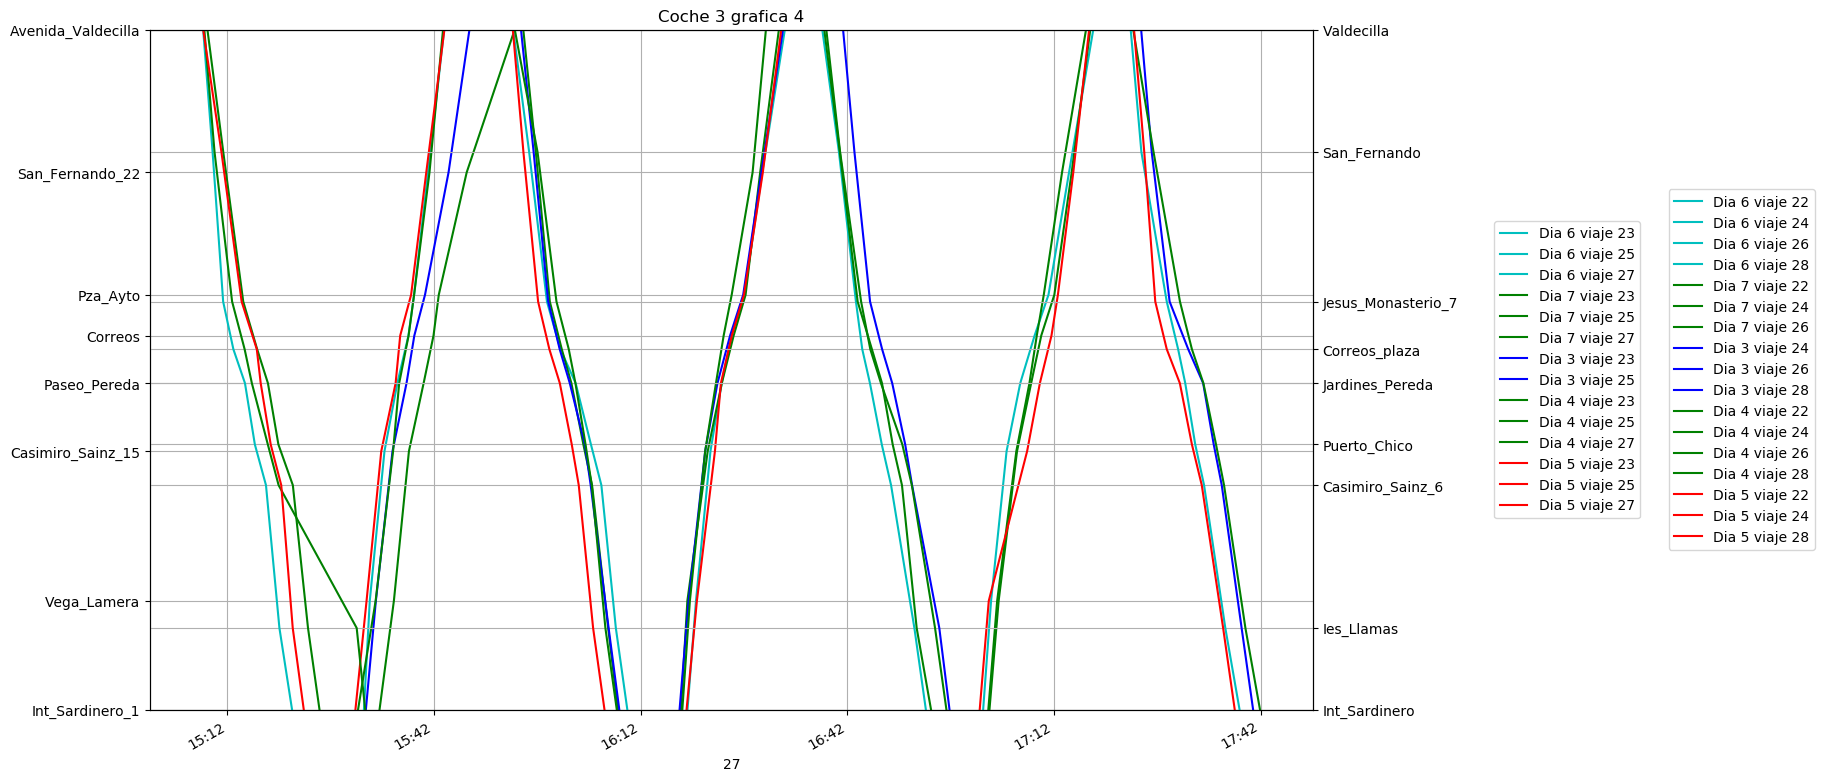 Coche 3 grafica 4
Avenida_Valdecilla
San_Fernando_22
Pza_Ayto
Correos
Paseo_Pereda
Casimiro_Sainz_15
Vega_Lamera
Int_Sardinero_1
Valdecilla
San_Fernando
Jesus_Monasterio_7
Correos_plaza
Jardines_Pereda
Puerto_Chico
Casimiro_Sainz_6
Ies_Llamas
Int_Sardinero
15:12
15:42
16:12
16:42
17:12
17:42
27
Dia 6 viaje 23
Dia 6 viaje 25
Dia 6 viaje 27
Dia 7 viaje 23
Dia 7 viaje 25
Dia 7 viaje 27
Dia 3 viaje 23
Dia 3 viaje 25
Dia 4 viaje 23
Dia 4 viaje 25
Dia 4 viaje 27
Dia 5 viaje 23
Dia 5 viaje 25
Dia 5 viaje 27
Dia 6 viaje 22
Dia 6 viaje 24
Dia 6 viaje 26
Dia 6 viaje 28
Dia 7 viaje 22
Dia 7 viaje 24
Dia 7 viaje 26
Dia 3 viaje 24
Dia 3 viaje 26
Dia 3 viaje 28
Dia 4 viaje 22
Dia 4 viaje 24
Dia 4 viaje 26
Dia 4 viaje 28
Dia 5 viaje 22
Dia 5 viaje 24
Dia 5 viaje 28